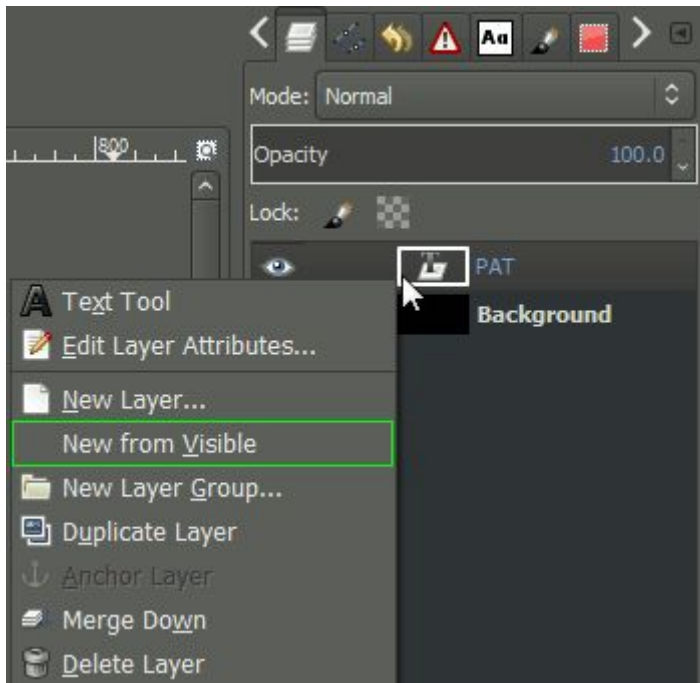 Aa
Mode: Normal
800
Opacity 100.0
Lock:
PAT
Background
Text Tool
Edit Layer Attributes...
New Layer...
New from Visible
New Layer Group...
Duplicate Layer
Anchor Layer
Merge Down
Delete Layer